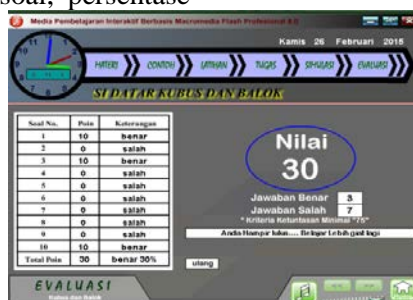 soal, persentase
Media Pembelajaran Interaktif Berbasis Macromedia Flash Profesional 8.0
Kamis 26 Februari 2015
MATERI CONTOH LATIHAN TUGAS SIMULASI EVALUASI
SI DATAR KUBUS DAN BALOK
Soal No. Poin Keterangan
1 10 benar
2 0 salah
3 10 benar
4 0 salah
5 0 salah
6 0 salah
7 0 salah
8 0 salah
9 0 salah
10 10 benar
Total Poin 30 benar 30%
Nilai
30
Jawaban Benar 3
Jawaban Salah 7
* Kriteria Ketuntasan Minimal "75"
Anda Hampir lulus.... Belajar Lebih giat lagi
ulang
EVALUASI
Kubus dan Balok